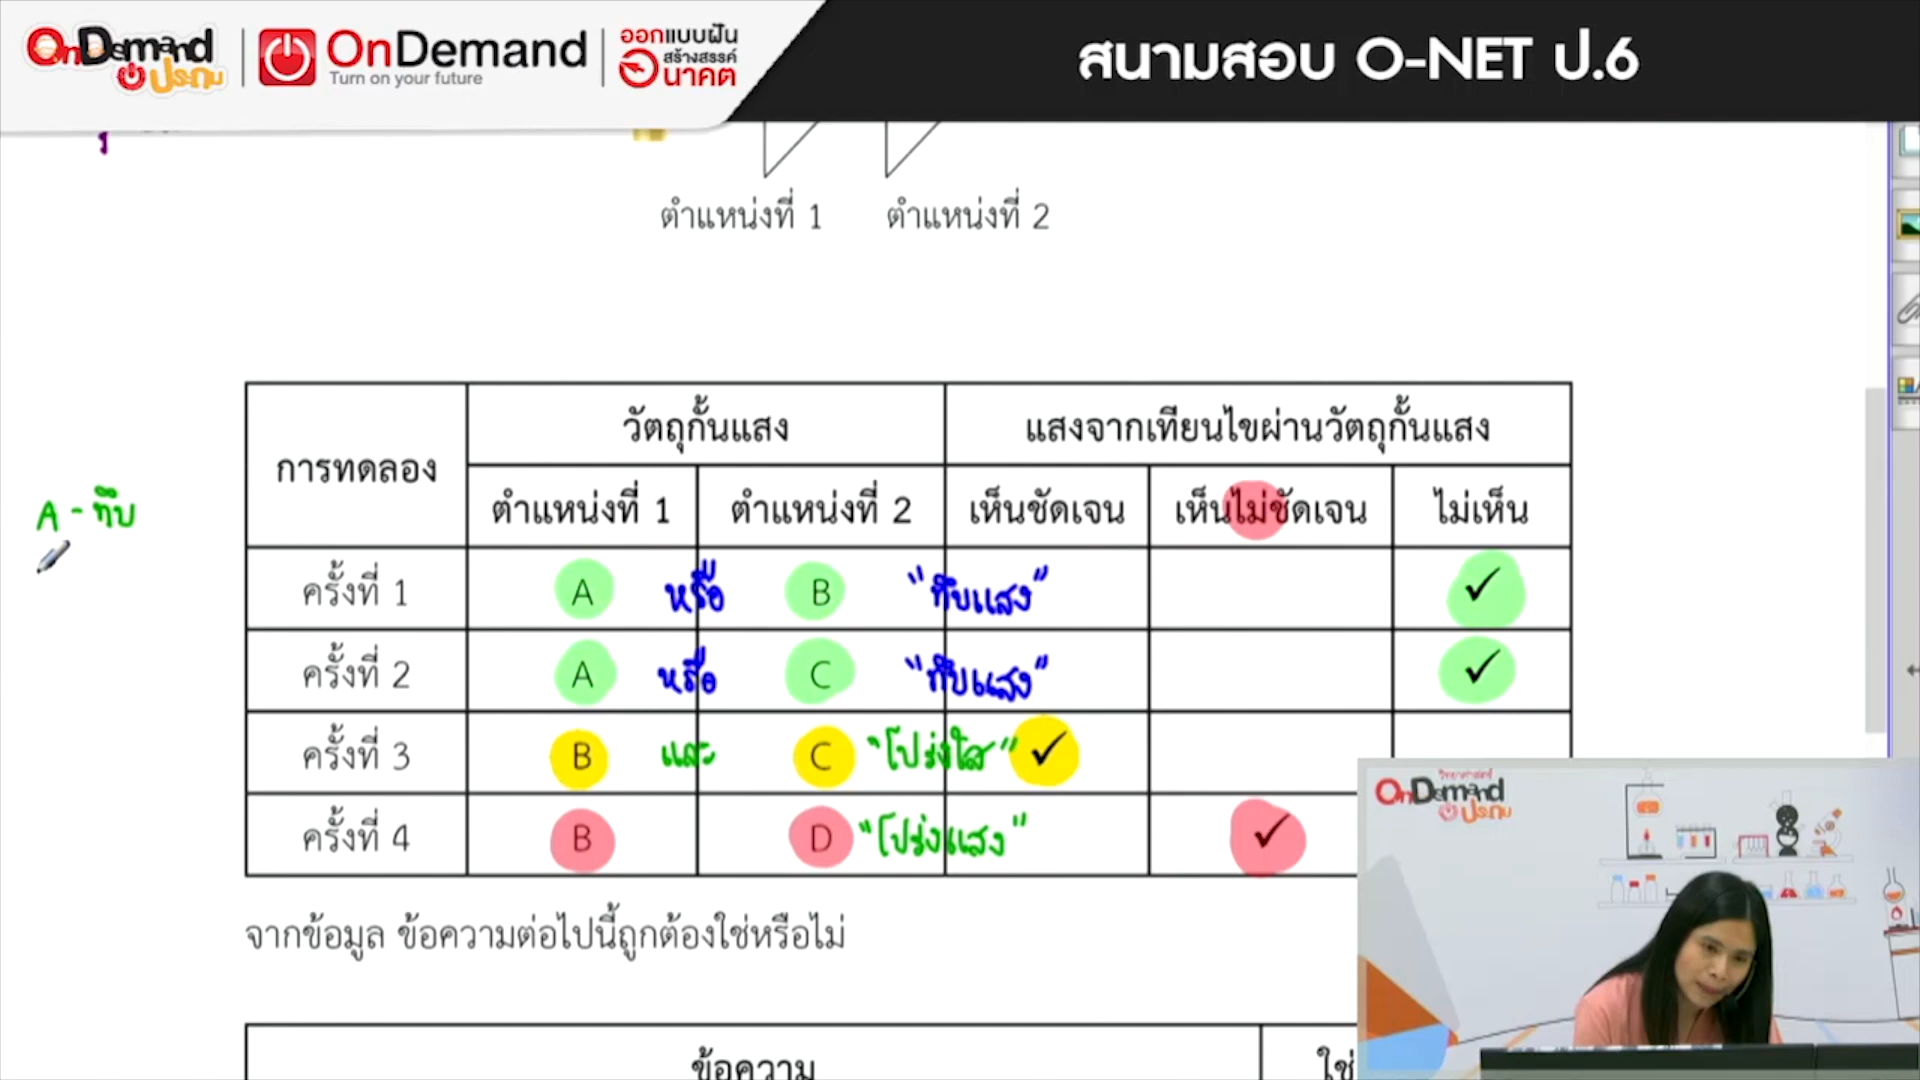 OnDemand ประถม OnDemand Turn on your future ออกแบบฝัน สร้างสรรค์ อนาคต
สนามสอบ O-NET ป.6
ตำแหน่งที่ 1 ตำแหน่งที่ 2
การทดลอง วัตถุกั้นแสง แสงจากเทียนไขผ่านวัตถุกั้นแสง
ตำแหน่งที่ 1 ตำแหน่งที่ 2 เห็นชัดเจน เห็นไม่ชัดเจน ไม่เห็น
A - ทึบ
ครั้งที่ 1 A หรือ B "ทึบแสง" ✓
ครั้งที่ 2 A หรือ C "ทึบแสง" ✓
ครั้งที่ 3 B และ C "โปร่งใส" ✓
ครั้งที่ 4 B D "โปร่งแสง" ✓
วิทยาศาสตร์
OnDemand
ประถม
จากข้อมูล ข้อความต่อไปนี้ถูกต้องใช่หรือไม่
ข้อความ ใช่